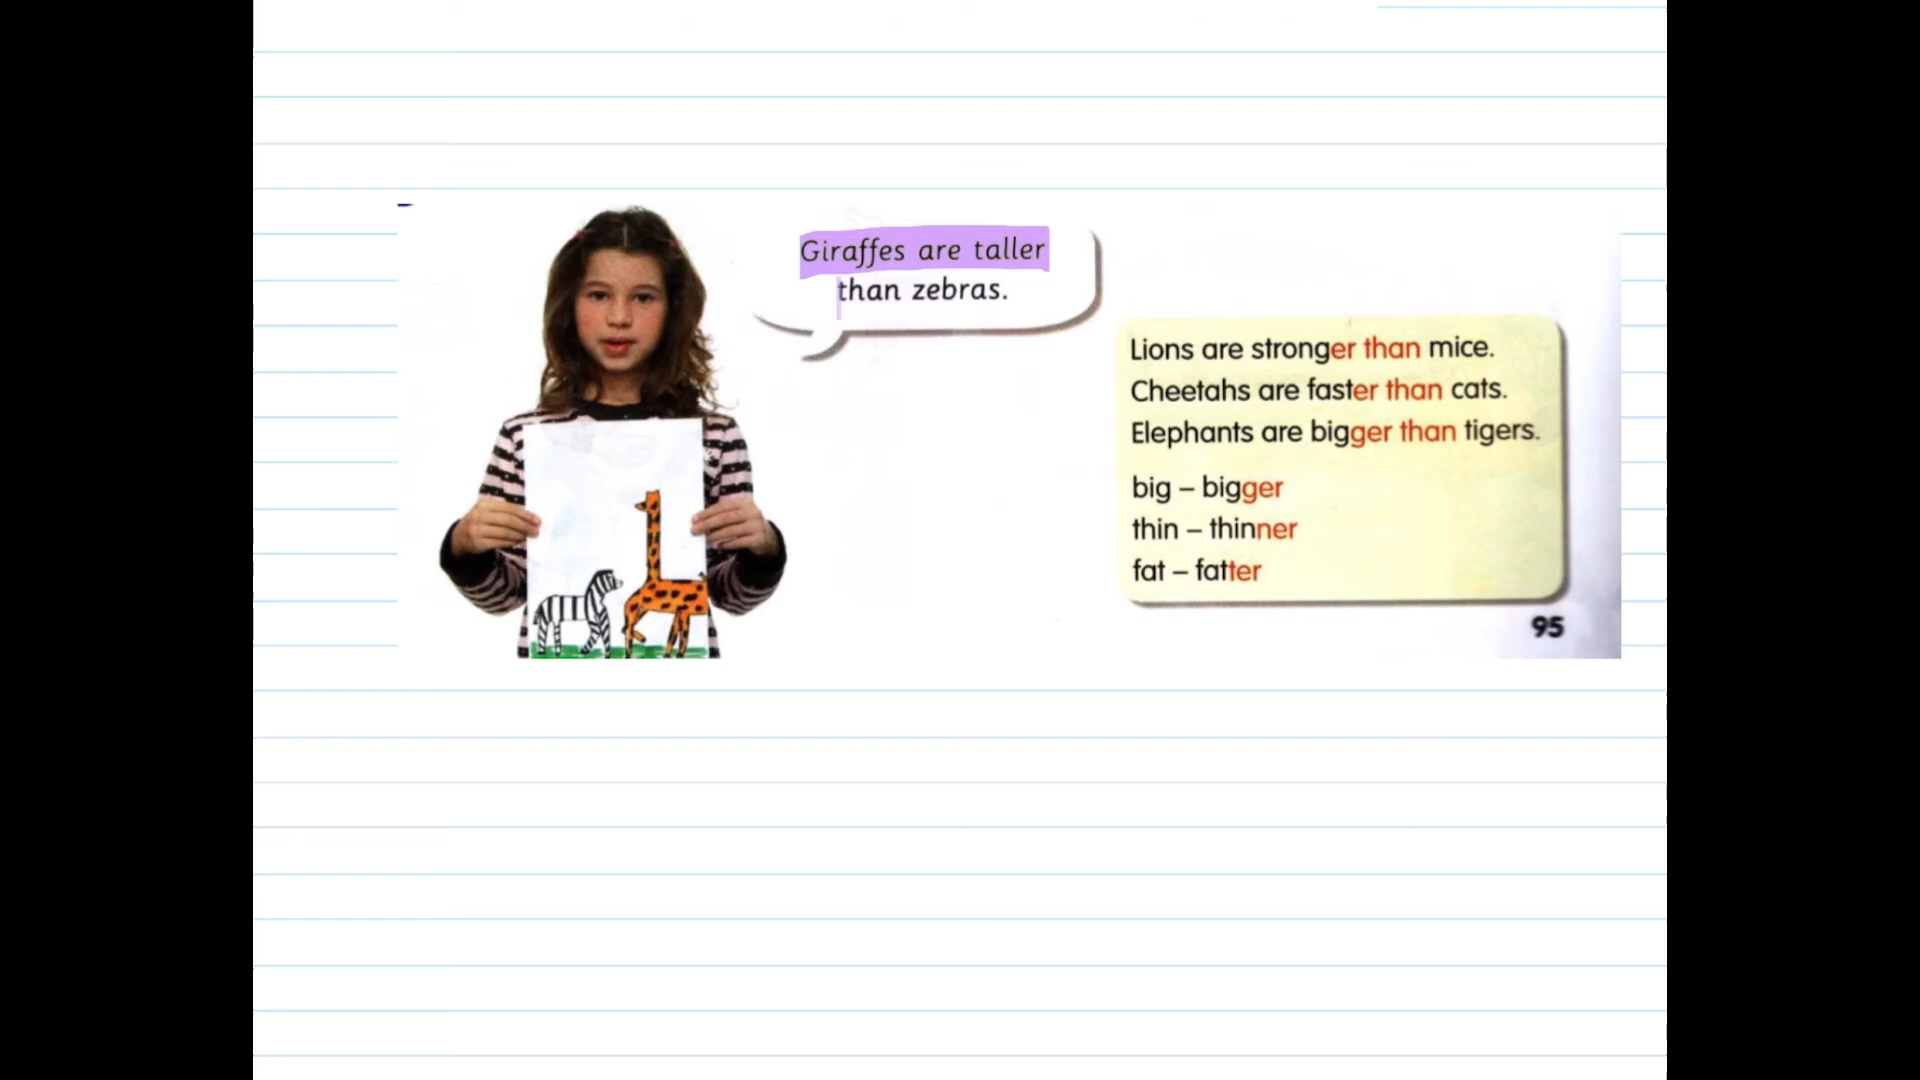 Giraffes are taller
than zebras.
Lions are stronger than mice.
Cheetahs are faster than cats.
Elephants are bigger than tigers.
big – bigger
thin – thinner
fat – fatter
95